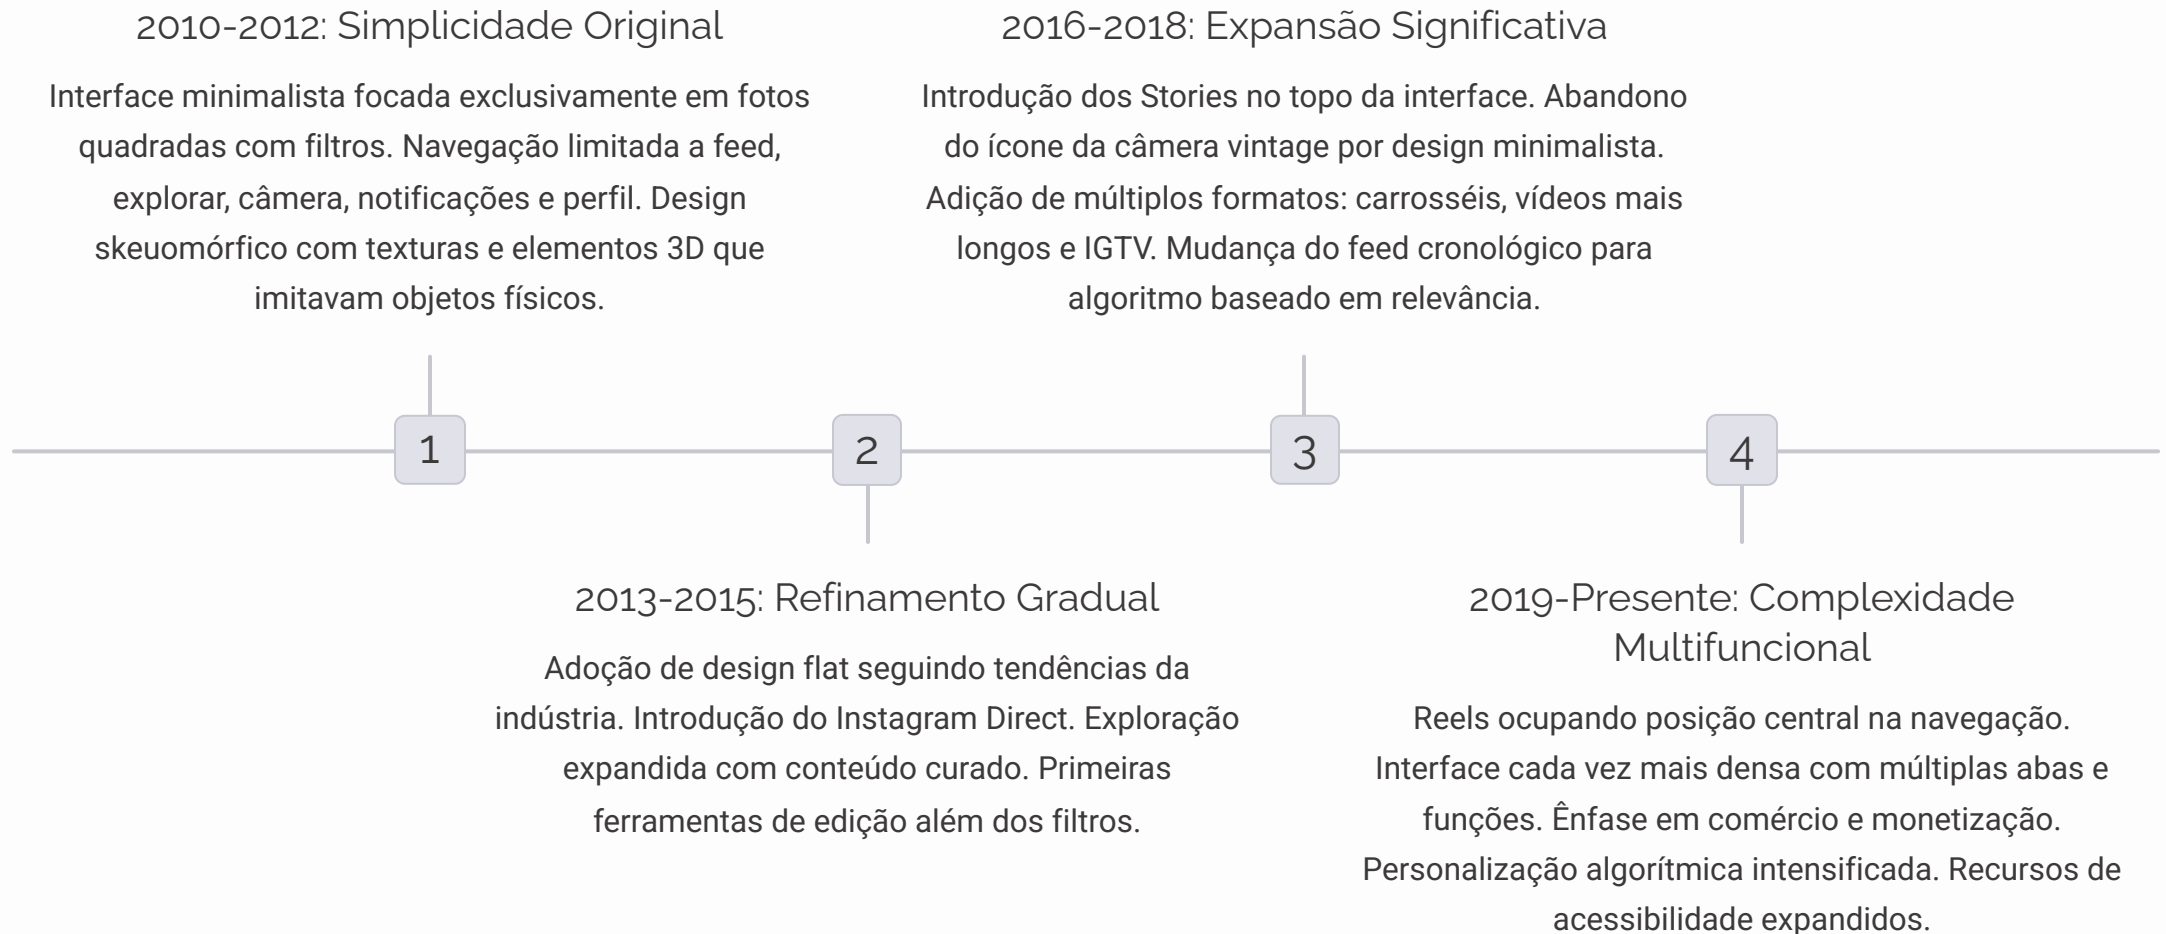 2010-2012: Simplicidade Original
Interface minimalista focada exclusivamente em fotos
quadradas com filtros. Navegação limitada a feed,
explorar, câmera, notificações e perfil. Design
skeuomórfico com texturas e elementos 3D que
imitavam objetos físicos.
2016-2018: Expansão Significativa
Introdução dos Stories no topo da interface. Abandono
do ícone da câmera vintage por design minimalista.
Adição de múltiplos formatos: carrosséis, vídeos mais
longos e IGTV. Mudança do feed cronológico para
algoritmo baseado em relevância.
1
2
3
4
2013-2015: Refinamento Gradual
Adoção de design flat seguindo tendências da
indústria. Introdução do Instagram Direct. Exploração
expandida com conteúdo curado. Primeiras
ferramentas de edição além dos filtros.
2019-Presente: Complexidade
Multifuncional
Reels ocupando posição central na navegação.
Interface cada vez mais densa com múltiplas abas e
funções. Ênfase em comércio e monetização.
Personalização algorítmica intensificada. Recursos de
acessibilidade expandidos.